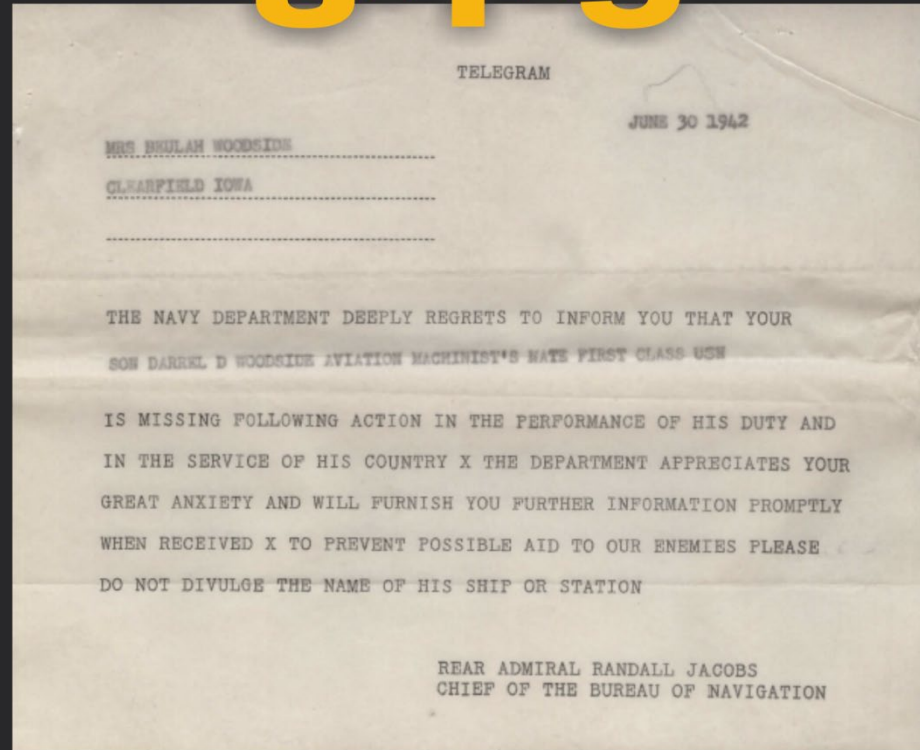 TELEGRAM
JUNE 30 1942
MRS BEULAH WOODSIDE
CLEARFIELD IOWA
THE NAVY DEPARTMENT DEEPLY REGRETS TO INFORM YOU THAT YOUR
SON DARREL D WOODSIDE AVIATION MACHINIST'S MATE FIRST CLASS USN
IS MISSING FOLLOWING ACTION IN THE PERFORMANCE OF HIS DUTY AND
IN THE SERVICE OF HIS COUNTRY X THE DEPARTMENT APPRECIATES YOUR
GREAT ANXIETY AND WILL FURNISH YOU FURTHER INFORMATION PROMPTLY
WHEN RECEIVED X TO PREVENT POSSIBLE AID TO OUR ENEMIES PLEASE
DO NOT DIVULGE THE NAME OF HIS SHIP OR STATION
REAR ADMIRAL RANDALL JACOBS
CHIEF OF THE BUREAU OF NAVIGATION